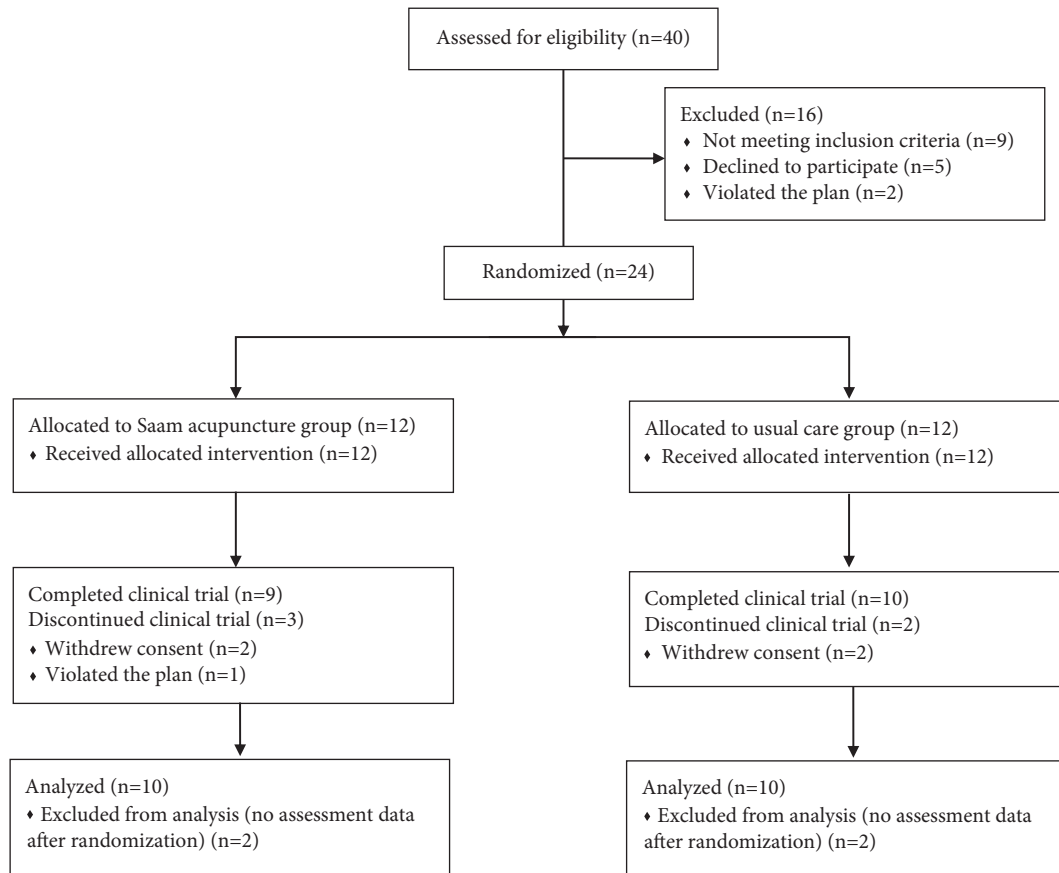 Assessed for eligibility (n=40)
Excluded (n=16)
♦ Not meeting inclusion criteria (n=9)
♦ Declined to participate (n=5)
♦ Violated the plan (n=2)
Randomized (n=24)
Allocated to Saam acupuncture group (n=12)
♦ Received allocated intervention (n=12)
Allocated to usual care group (n=12)
♦ Received allocated intervention (n=12)
Completed clinical trial (n=9)
Discontinued clinical trial (n=3)
♦ Withdrew consent (n=2)
♦ Violated the plan (n=1)
Completed clinical trial (n=10)
Discontinued clinical trial (n=2)
♦ Withdrew consent (n=2)
Analyzed (n=10)
♦ Excluded from analysis (no assessment data
after randomization) (n=2)
Analyzed (n=10)
♦ Excluded from analysis (no assessment data
after randomization) (n=2)